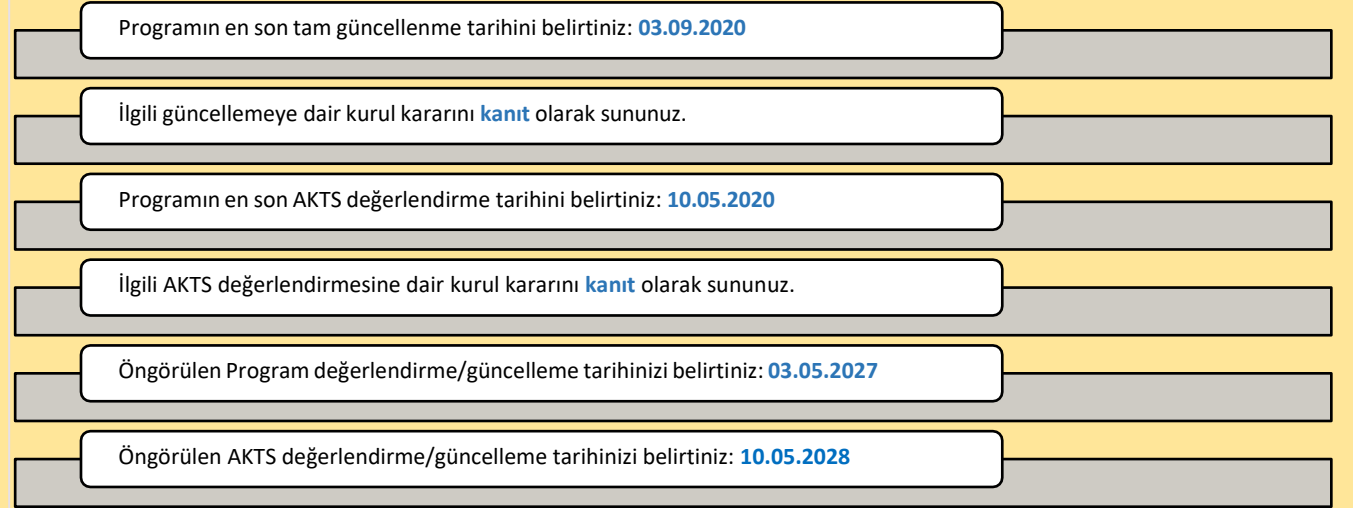 Programın en son tam güncellenme tarihini belirtiniz: 03.09.2020
İlgili güncellemeye dair kurul kararını kanıt olarak sununuz.
Programın en son AKTS değerlendirme tarihini belirtiniz: 10.05.2020
İlgili AKTS değerlendirmesine dair kurul kararını kanıt olarak sununuz.
Öngörülen Program değerlendirme/güncelleme tarihinizi belirtiniz: 03.05.2027
Öngörülen AKTS değerlendirme/güncelleme tarihinizi belirtiniz: 10.05.2028